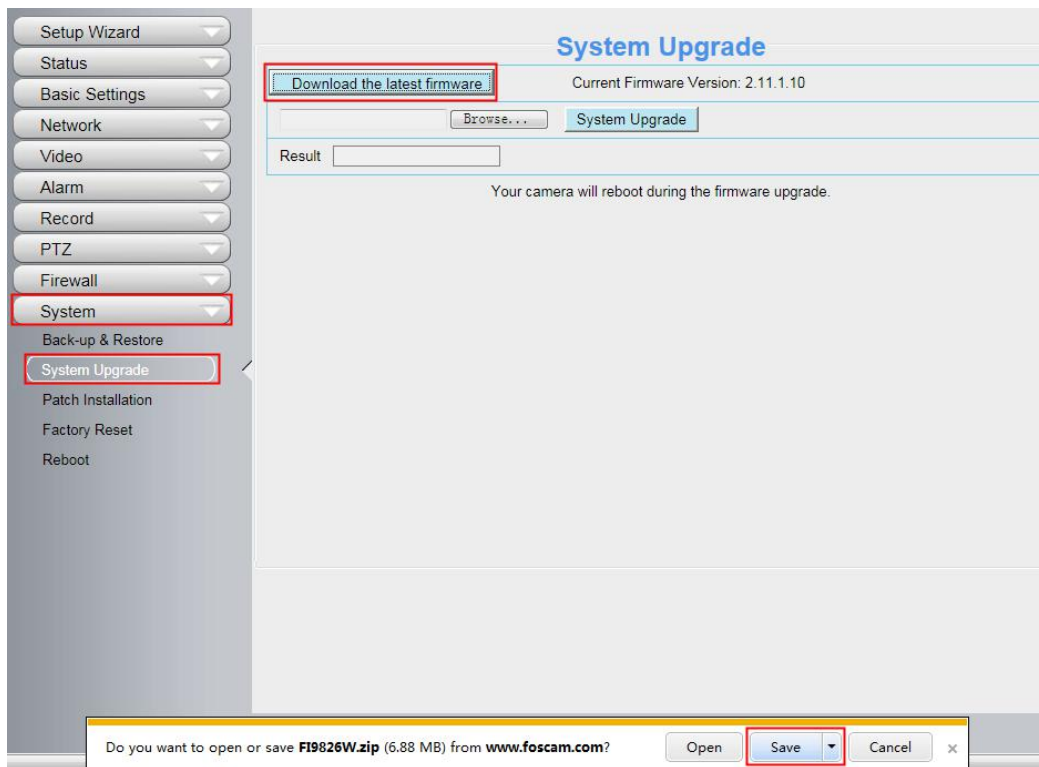 Setup Wizard
Status
Basic Settings
Network
Video
Alarm
Record
PTZ
Firewall
System
Back-up & Restore
System Upgrade
Patch Installation
Factory Reset
Reboot
System Upgrade
Download the latest firmware Current Firmware Version: 2.11.1.10
Browse... System Upgrade
Result
Your camera will reboot during the firmware upgrade.
Do you want to open or save FI9826W.zip (6.88 MB) from www.foscam.com? Open Save Cancel ×